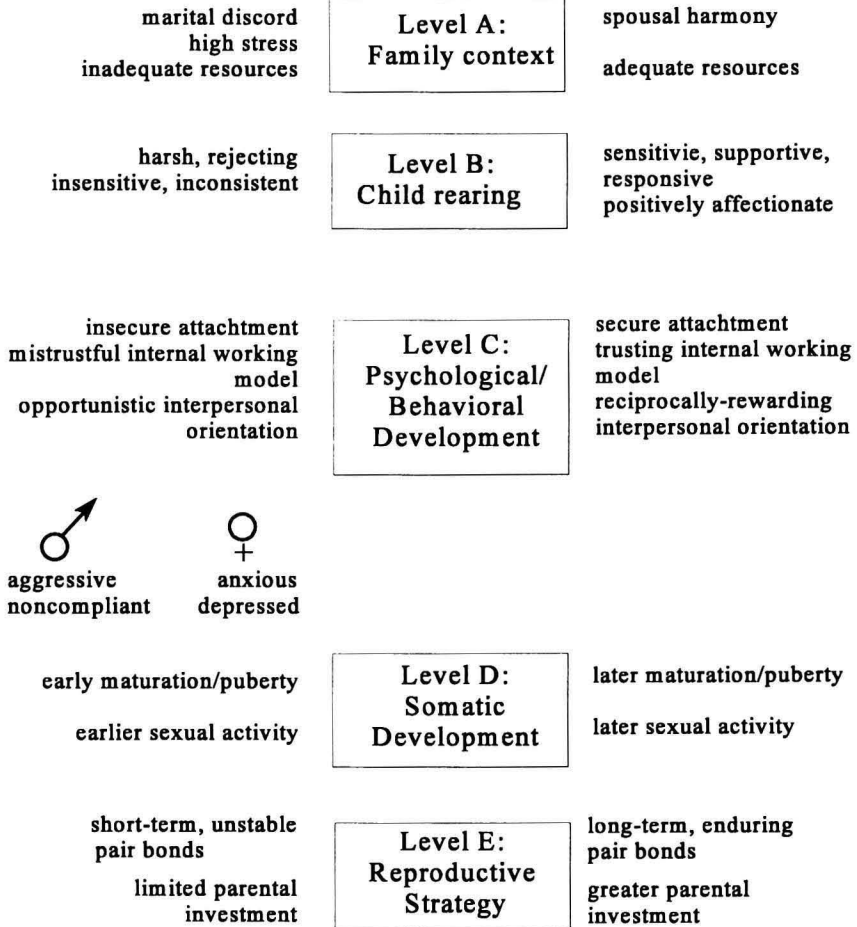 marital discord
high stress
inadequate resources
Level A:
Family context
spousal harmony
adequate resources
harsh, rejecting
insensitive, inconsistent
Level B:
Child rearing
sensitivie, supportive,
responsive
positively affectionate
insecure attachtment
mistrustful internal working
model
opportunistic interpersonal
orientation
Level C:
Psychological/
Behavioral
Development
secure attachtment
trusting internal working
model
reciprocally-rewarding
interpersonal orientation
aggressive
noncompliant
anxious
depressed
early maturation/puberty
earlier sexual activity
Level D:
Somatic
Development
later maturation/puberty
later sexual activity
short-term, unstable
pair bonds
limited parental
investment
Level E:
Reproductive
Strategy
long-term, enduring
pair bonds
greater parental
investment